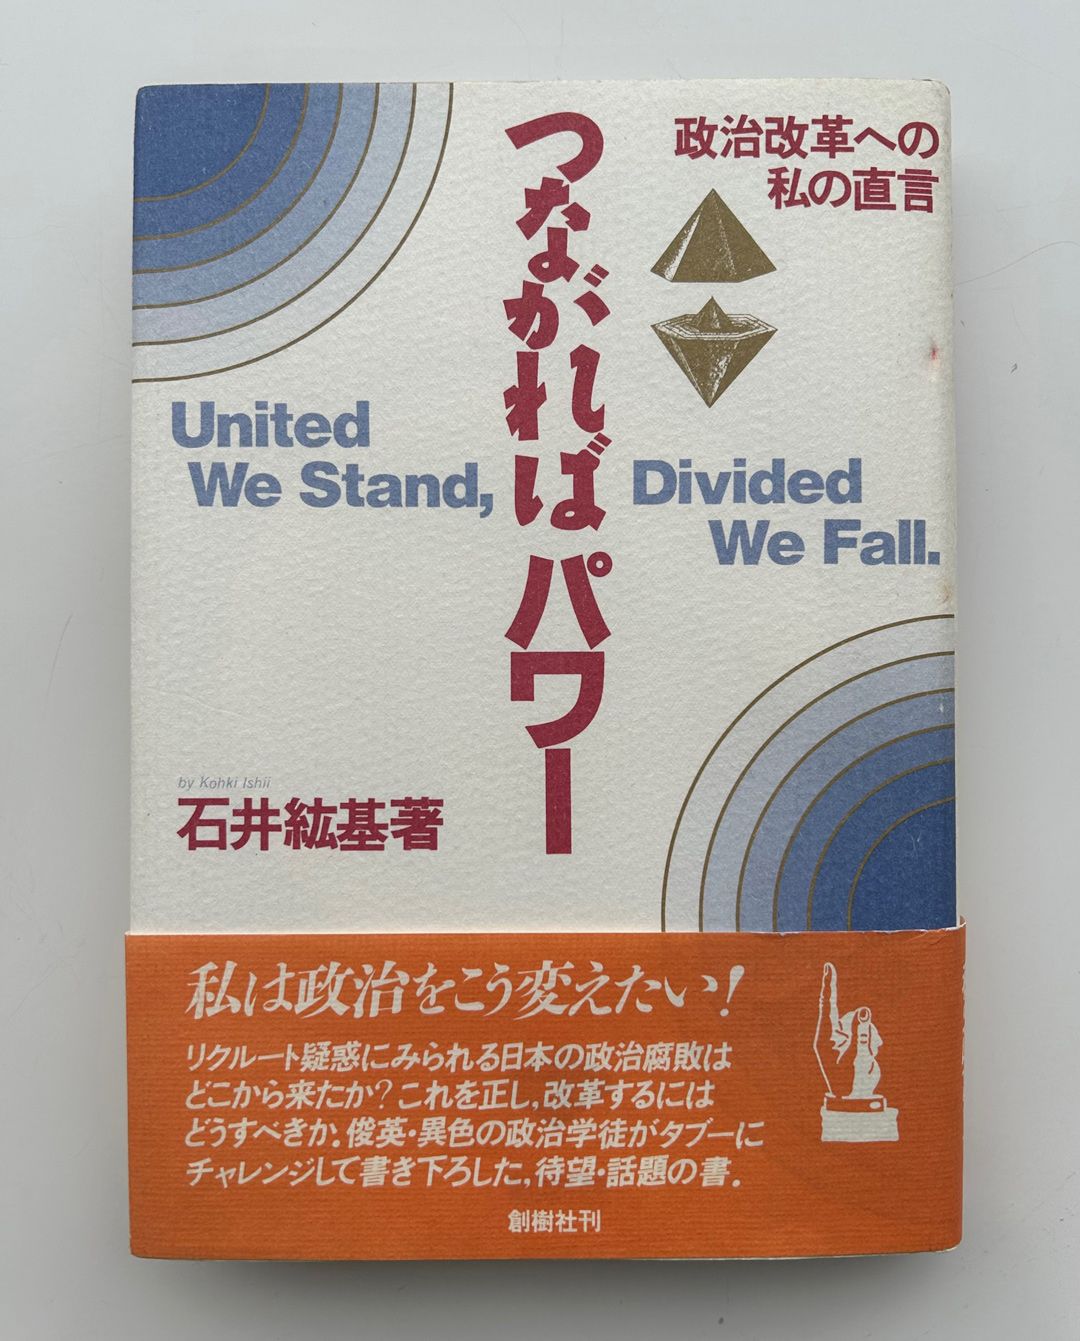 政治改革への
私の直言
つながれば パワー
United
We Stand,
Divided
We Fall.
by Kohki Ishii
石井紘基著
私は政治をこう変えたい!
リクルート疑惑にみられる日本の政治腐敗は
どこから来たか?これを正し,改革するには
どうすべきか.俊英・異色の政治学徒がタブーに
チャレンジして書き下ろした,待望・話題の書.
創樹社刊